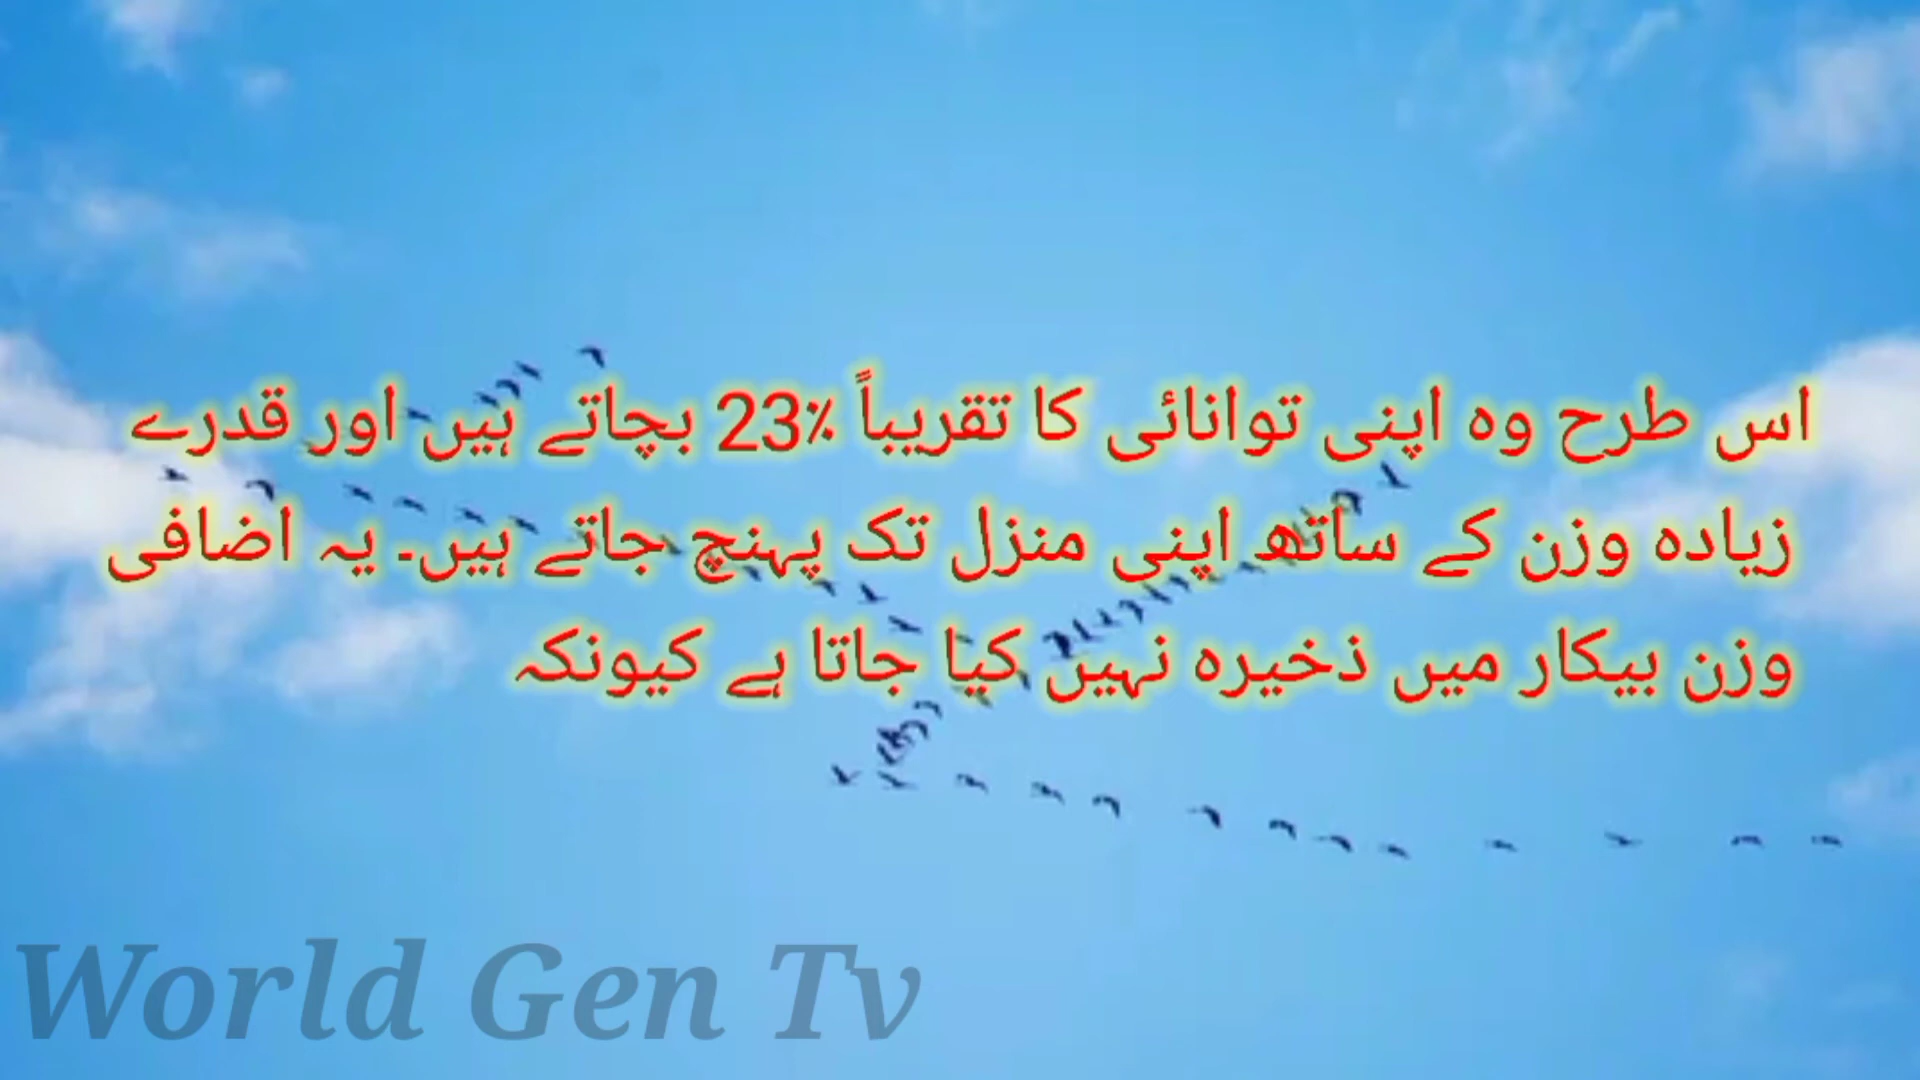 اس طرح وہ اپنی توانائی کا تقریباً 23٪ بچاتے ہیں اور قدرے
زیادہ وزن کے ساتھ اپنی منزل تک پہنچ جاتے ہیں۔ یہ اضافی
وزن بیکار میں ذخیرہ نہیں کیا جاتا ہے کیونکہ
World Gen Tv